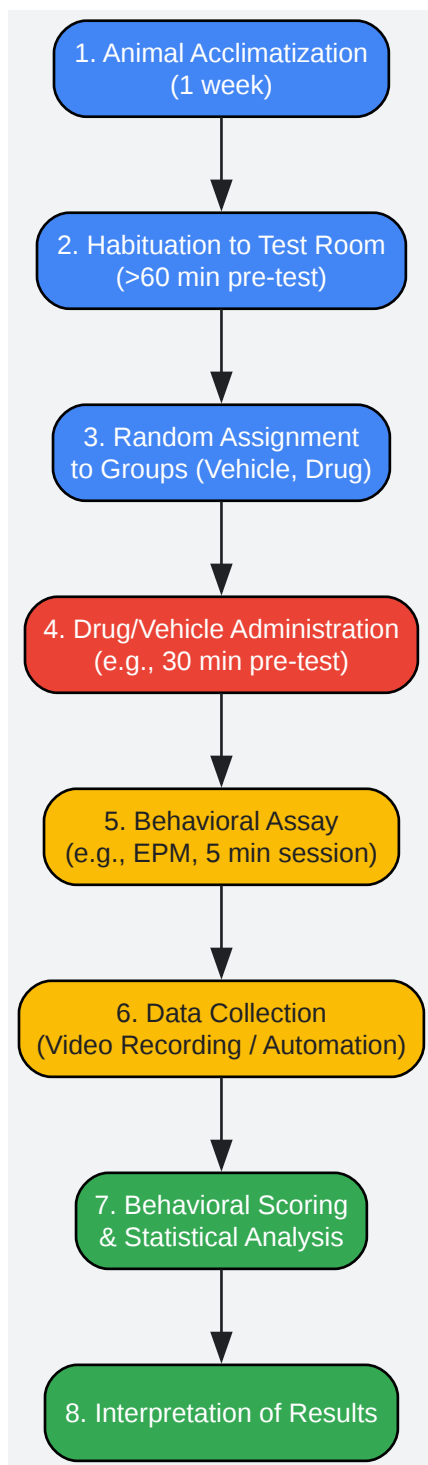 1. Animal Acclimatization
(1 week)
2. Habituation to Test Room
(>60 min pre-test)
3. Random Assignment
to Groups (Vehicle, Drug)
4. Drug/Vehicle Administration
(e.g., 30 min pre-test)
5. Behavioral Assay
(e.g., EPM, 5 min session)
6. Data Collection
(Video Recording / Automation)
7. Behavioral Scoring
& Statistical Analysis
8. Interpretation of Results